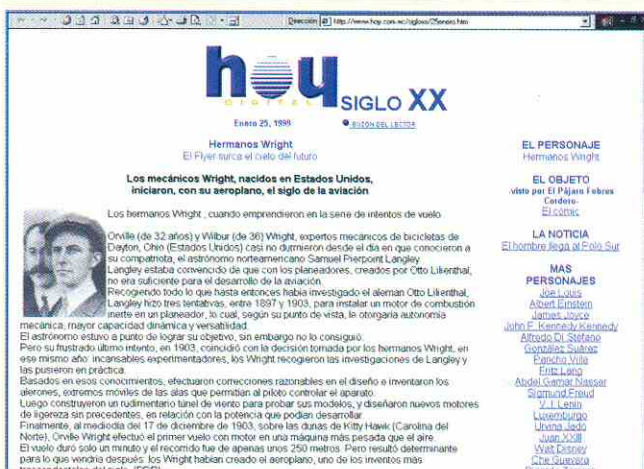 Dirección http://www.hoy.com.ec/sigloxx/25enero.htm
hoy
DIGITAL
SIGLO XX
Enero 25, 1999
BUZON DEL LECTOR
Hermanos Wright
El Flyer surca el cielo del futuro
Los mecánicos Wright, nacidos en Estados Unidos,
iniciaron, con su aeroplano, el siglo de la aviación
Los hermanos Wright , cuando emprendieron en la serie de intentos de vuelo
Orville (de 32 años) y Wilbur (de 36) Wright, expertos mecánicos de bicicletas de
Dayton, Ohio (Estados Unidos) casi no durmieron desde el día en que conocieron a
su compatriota, el astrónomo norteamericano Samuel Pierpoint Langley
Langley estaba convencido de que con los planeadores, creados por Otto Lilienthal,
no era suficiente para el desarrollo de la aviación.
Recogiendo todo lo que hasta entonces había investigado el alemán Otto Lilienthal,
Langley hizo tres tentativas, entre 1897 y 1903, para instalar un motor de combustión
inerte en un planeador, lo cual, según su punto de vista, le otorgaría autonomía
mecánica, mayor capacidad dinámica y versatilidad.
El astrónomo estuvo a punto de lograr su objetivo, sin embargo no lo consiguió.
Pero su frustrado último intento, en 1903, coincidió con la decisión tomada por los hermanos Wright, en
ese mismo año: incansables experimentadores, los Wright recogieron las investigaciones de Langley y
las pusieron en práctica.
Basados en esos conocimientos, efectuaron correcciones razonables en el diseño e inventaron los
alerones, extremos móviles de las alas que permitían al piloto controlar el aparato.
Luego construyeron un rudimentario túnel de viento para probar sus modelos, y diseñaron nuevos motores
de ligereza sin precedentes, en relación con la potencia que podían desarrollar.
Finalmente, al mediodía del 17 de diciembre de 1903, sobre las dunas de Kitty Hawk (Carolina del
Norte), Orville Wright efectuó el primer vuelo con motor en una máquina más pesada que el aire.
El vuelo duró solo un minuto y el recorrido fue de apenas unos 250 metros. Pero resultó determinante
para lo que vendría después: los Wright habían creado el aeroplano, uno de los inventos más
EL PERSONAJE
Hermanos Wright
EL OBJETO
-visto por El Pájaro Febres
Cordero-
El cómic
LA NOTICIA
El hombre llega al Polo Sur
MAS
PERSONAJES
Joe Louis
Albert Einstein
James Joyce
John F. Kennedy Kennedy
Alfredo Di Stefano
González Suárez
Pancho Villa
Fritz Lang
Abdel Gamar Nasser
Sigmund Freud
V. I. Lenin
Luxemburgo
Urvina Jado
Juan XXIII
Walt Disney
Che Guevara